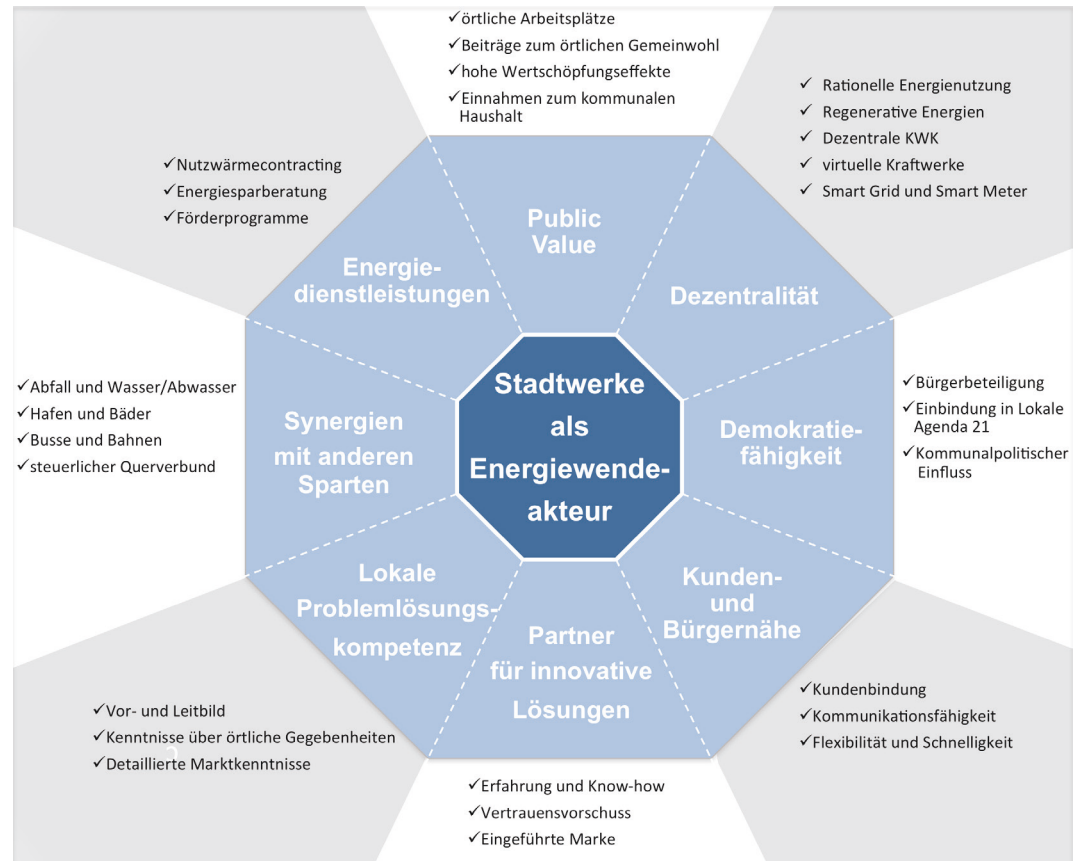 ✓örtliche Arbeitsplätze
✓Beiträge zum örtlichen Gemeinwohl
✓hohe Wertschöpfungseffekte
✓Einnahmen zum kommunalen
Haushalt
✓ Rationelle Energienutzung
✓ Regenerative Energien
✓ Dezentrale KWK
✓ virtuelle Kraftwerke
✓ Smart Grid und Smart Meter
✓Nutzwärmecontracting
✓Energiesparberatung
✓Förderprogramme
Public
Value
Energie-
dienstleistungen
Dezentralität
✓Abfall und Wasser/Abwasser
✓Hafen und Bäder
✓Busse und Bahnen
✓steuerlicher Querverbund
Synergien
mit anderen
Sparten
Stadtwerke
als
Energiewende-
akteur
Demokratie-
fähigkeit
✓Bürgerbeteiligung
✓Einbindung in Lokale
Agenda 21
✓Kommunalpolitischer
Einfluss
Lokale
Problemlösungs-
kompetenz
Partner
für innovative
Lösungen
Kunden-
und
Bürgernähe
✓Vor- und Leitbild
✓Kenntnisse über örtliche Gegebenheiten
✓Detaillierte Marktkenntnisse
✓Erfahrung und Know-how
✓Vertrauensvorschuss
✓Eingeführte Marke
✓Kundenbindung
✓Kommunikationsfähigkeit
✓Flexibilität und Schnelligkeit